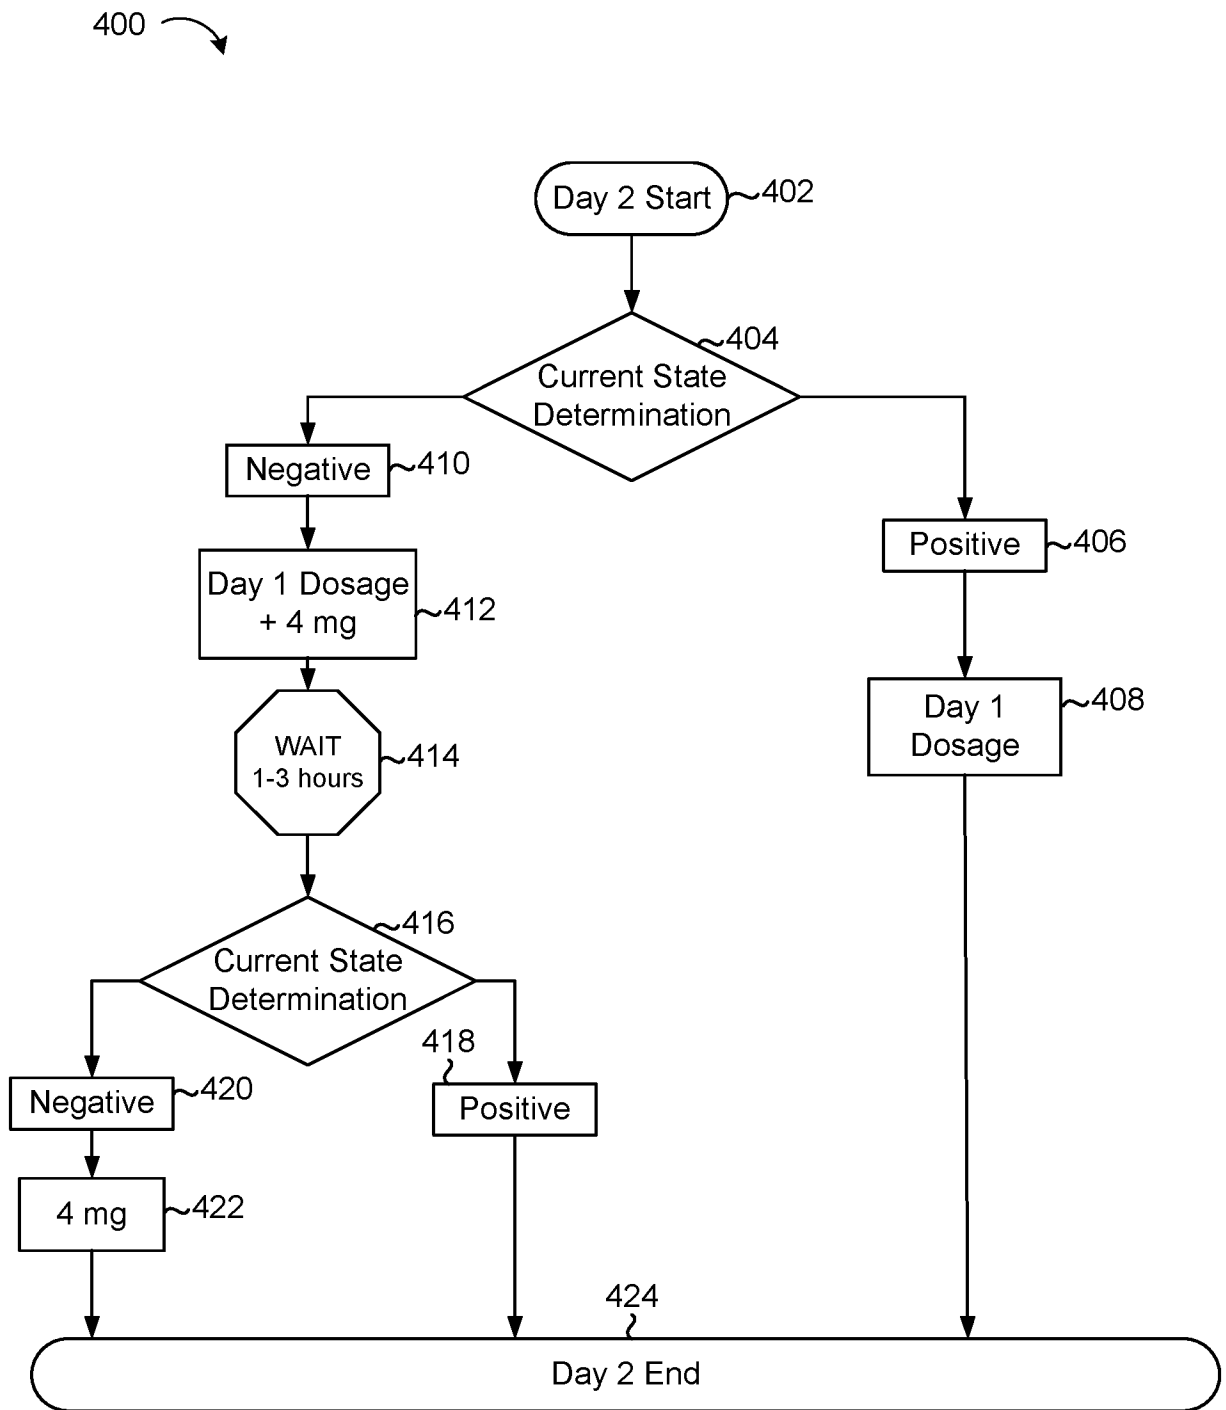 400
Day 2 Start
402
404
Current State
Determination
Negative
410
Positive
406
Day 1 Dosage
+ 4 mg
412
Day 1
Dosage
408
WAIT
1-3 hours
414
416
Current State
Determination
418
Negative
420
Positive
4 mg
422
424
Day 2 End